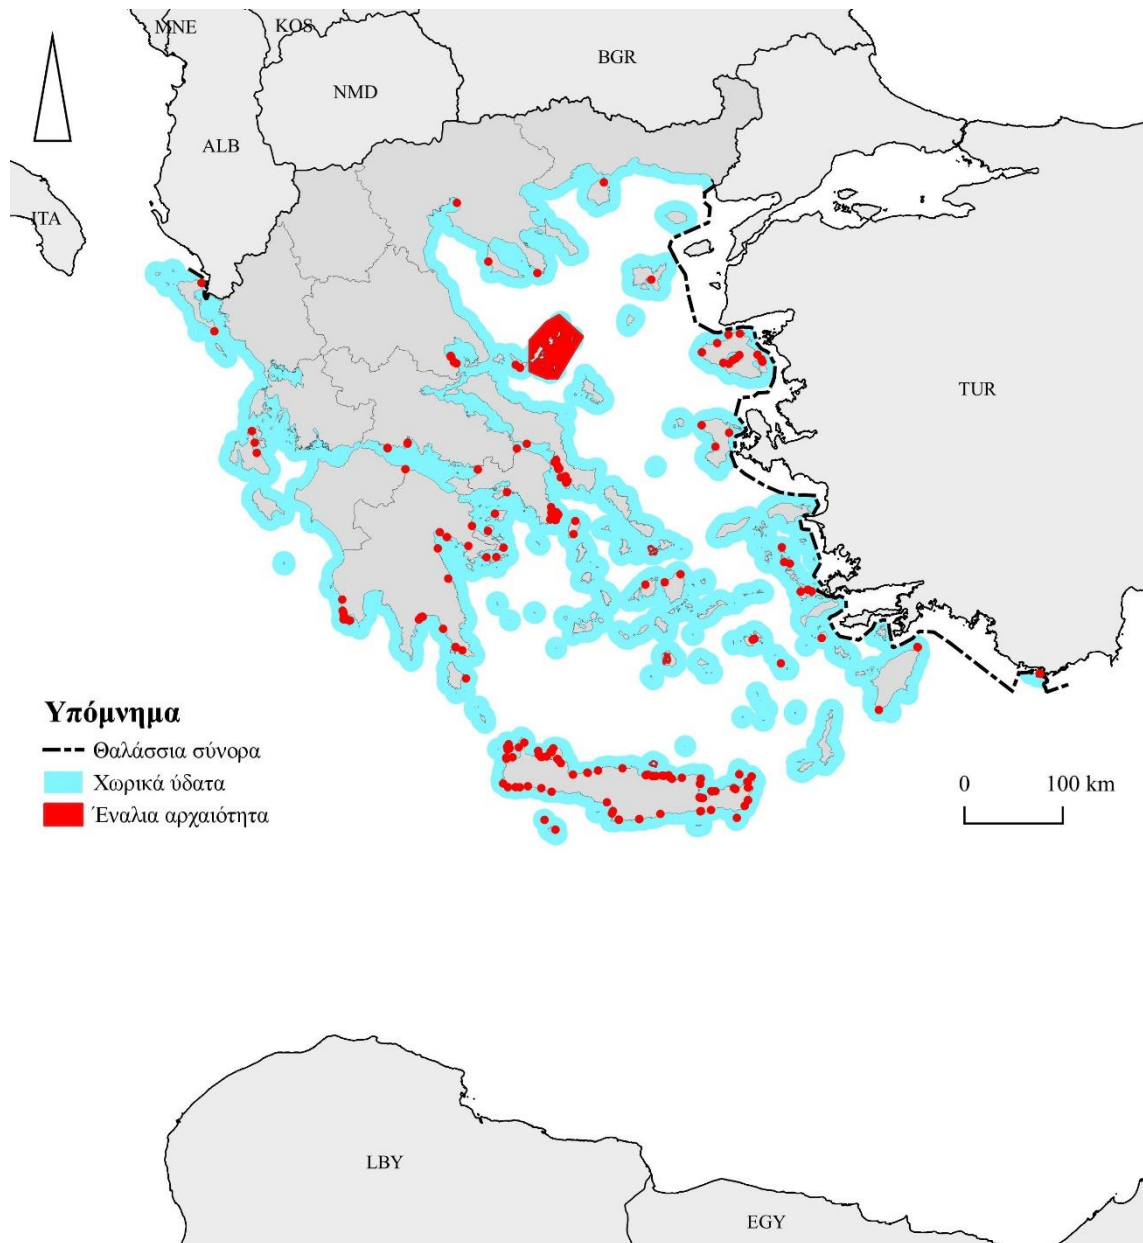 MNE
KOS
BGR
NMD
ALB
ITA
TUR
Υπόμνημα
Θαλάσσια σύνορα
Χωρικά ύδατα
Έναλια αρχαιότητα
0 100 km
LBY
EGY